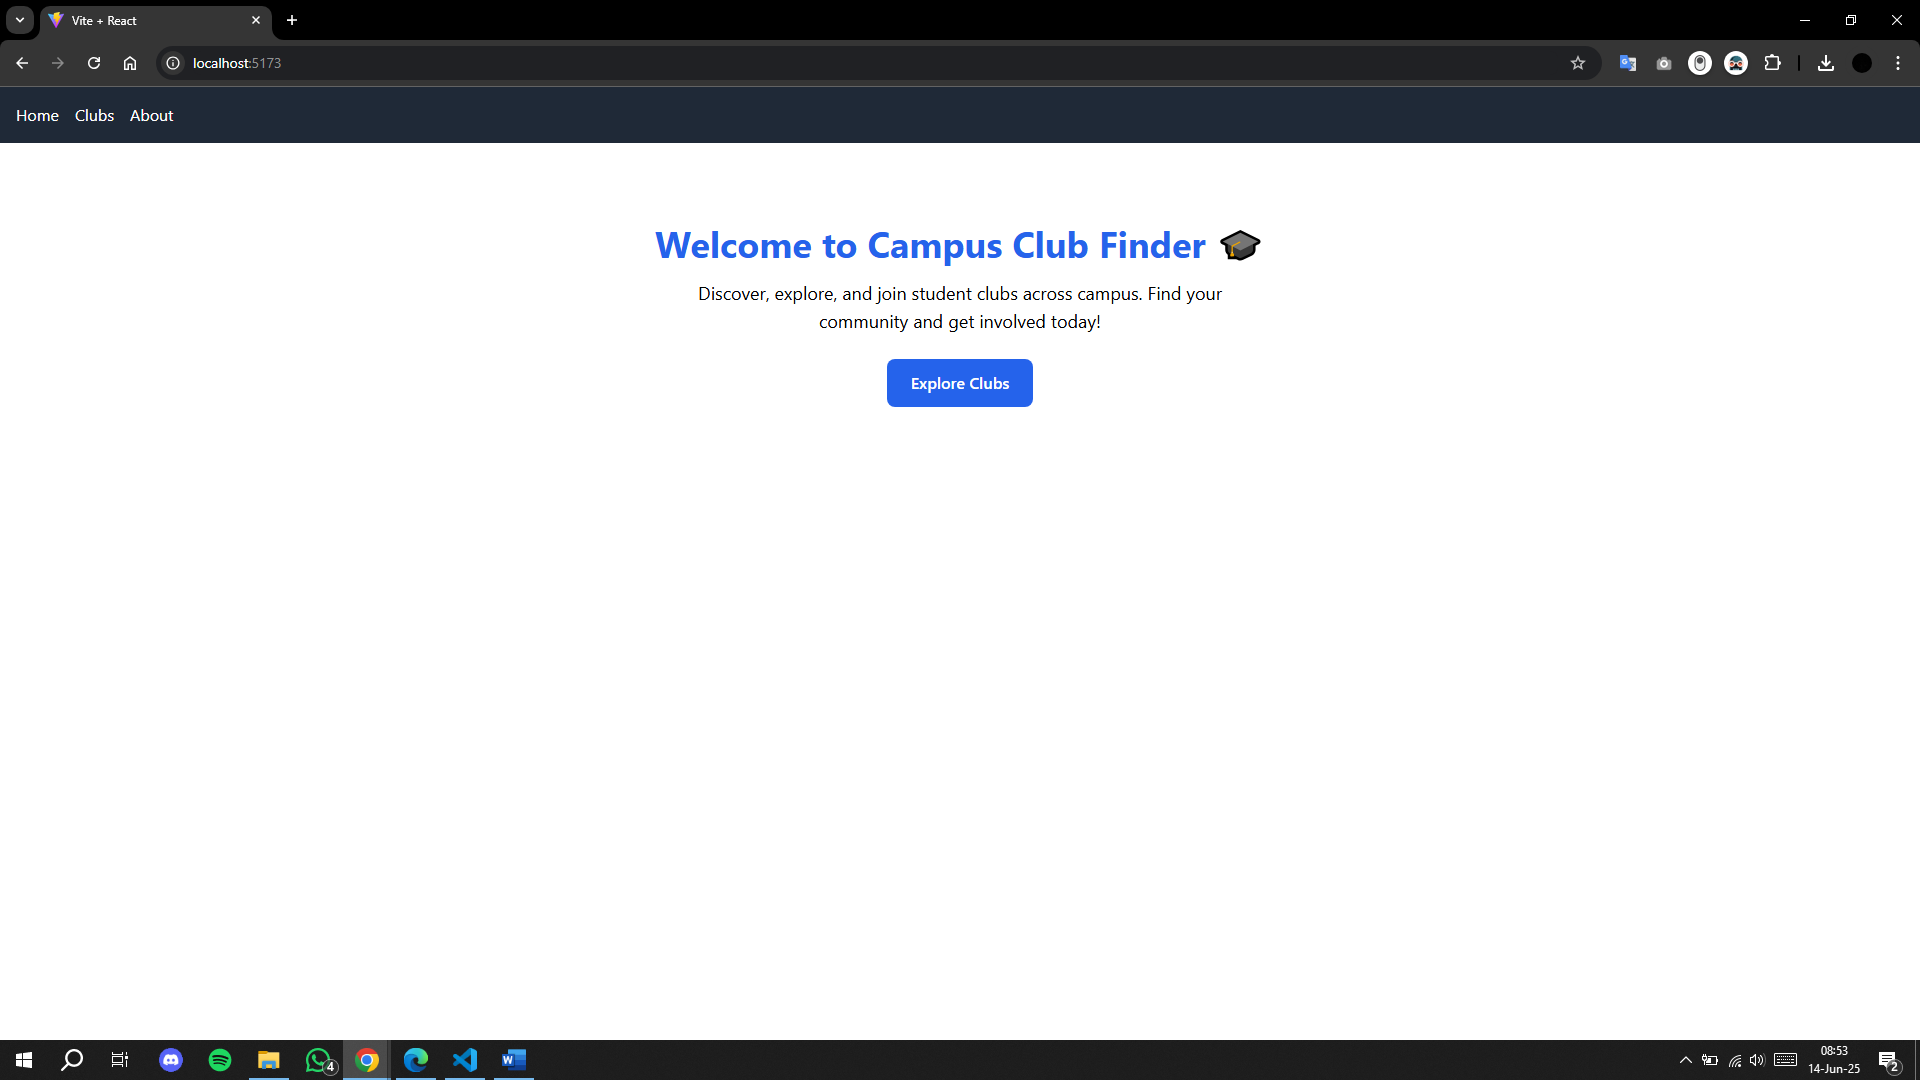 Vite + React
localhost:5173
Home Clubs About
Welcome to Campus Club Finder 🎓
Discover, explore, and join student clubs across campus. Find your
community and get involved today!
Explore Clubs
4
W
08:53
14-Jun-25
2